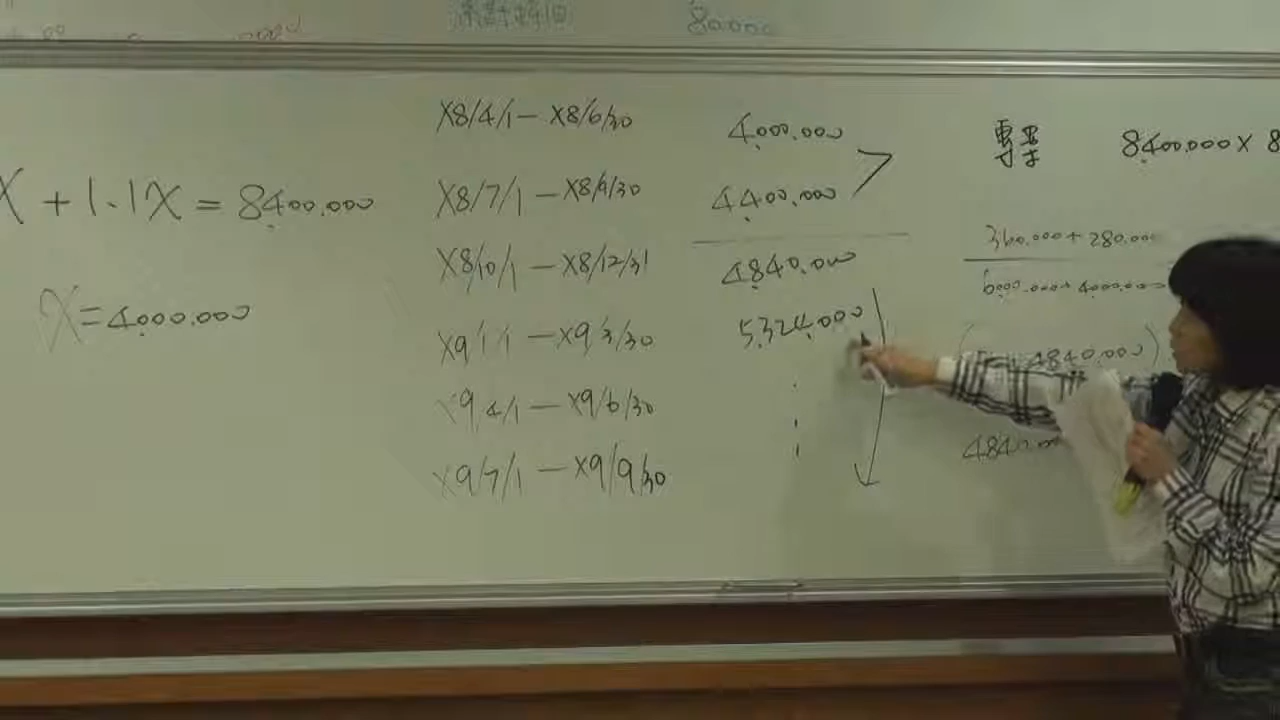 80000
X + 1.1X = 8400.000
X = 4000.000
X8/4/1 — X8/6/30 4000.000
X8/7/1 — X8/9/30 4400.000
X8/10/1 — X8/12/31 4840.000
X9/1/1 — X9/3/30 5324.000
X9/4/1 — X9/6/30
X9/7/1 — X9/9/30
8400.000 X 8
360.000 + 280.000
6000.000 + 4000.000
4840.000)